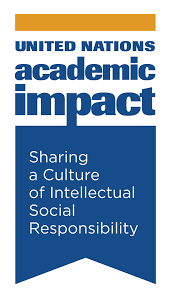 UNITED NATIONS
academic
impact
Sharing
a Culture
of Intellectual
Social
Responsibility